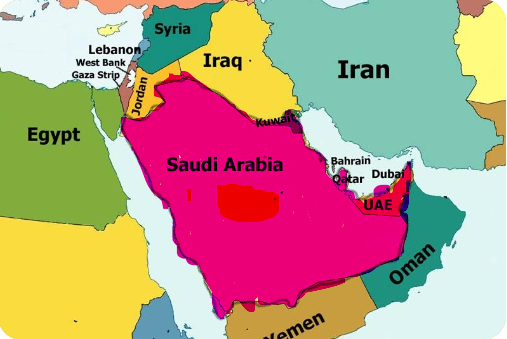 Syria
Lebanon
West Bank
Gaza Strip
Iraq
Iran
Jordan
Kuwait
Egypt
Saudi Arabia
Bahrain
Qatar
Dubai
UAE
Oman
Yemen